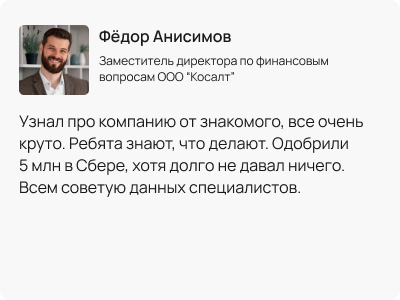 Фёдор Анисимов
Заместитель директора по финансовым
вопросам ООО “Косалт”
Узнал про компанию от знакомого, все очень
круто. Ребята знают, что делают. Одобрили
5 млн в Сбере, хотя долго не давал ничего.
Всем советую данных специалистов.